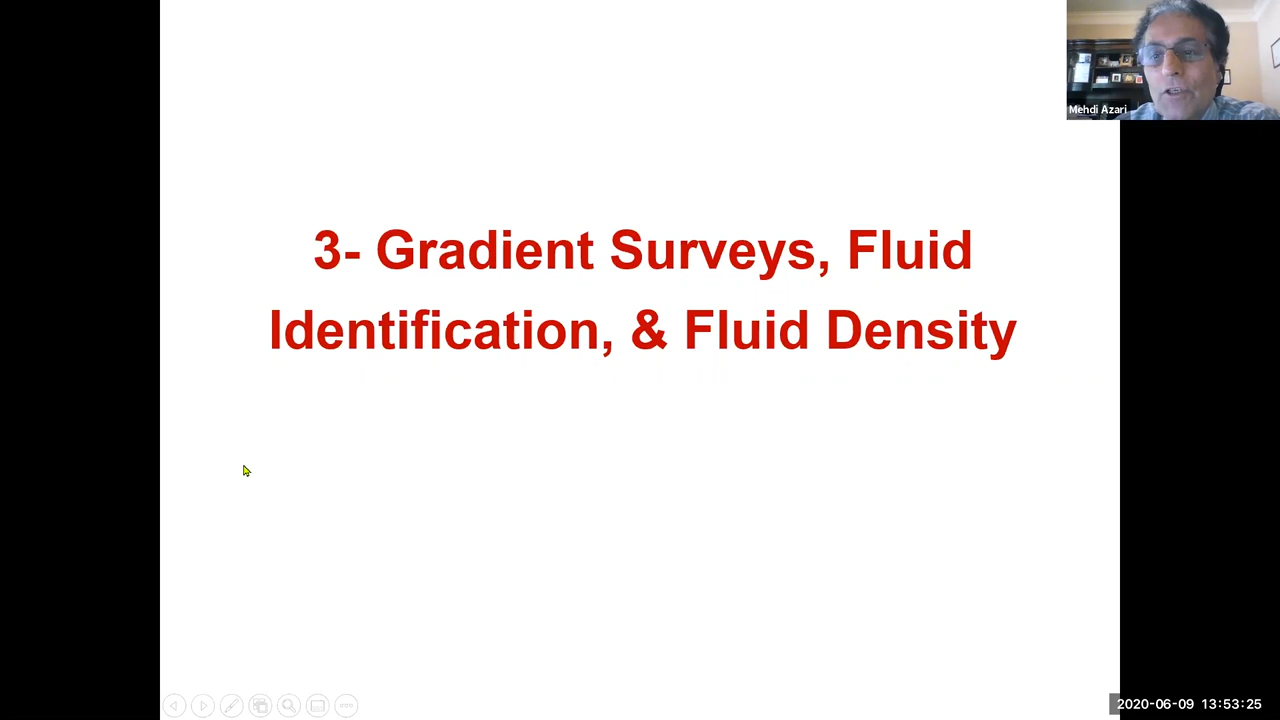 Mehdi Azari
3- Gradient Surveys, Fluid
Identification, & Fluid Density
2020-06-09 13:53:25